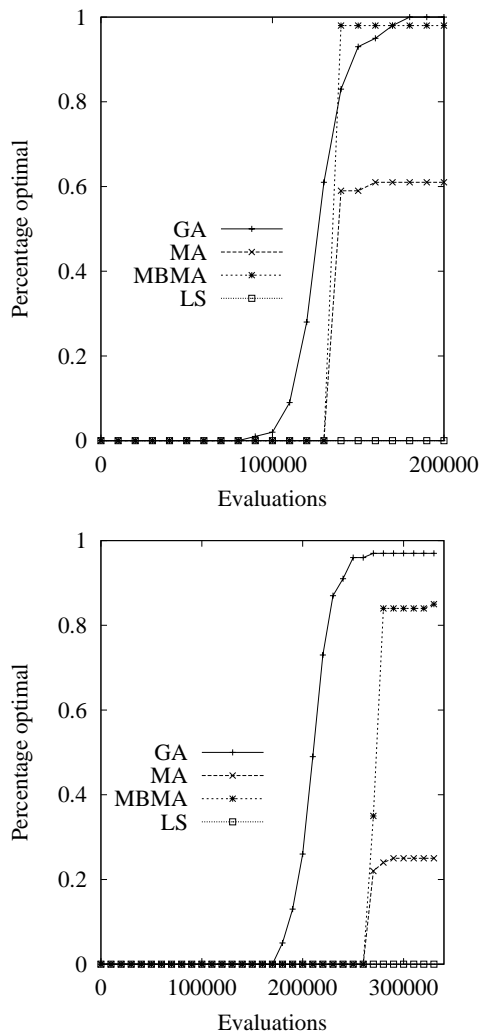 1
0.8
0.6
0.4
0.2
0
Percentage optimal
GA
MA
MBMA
LS
0 100000 200000
Evaluations
1
0.8
0.6
0.4
0.2
0
Percentage optimal
GA
MA
MBMA
LS
0 100000 200000 300000
Evaluations